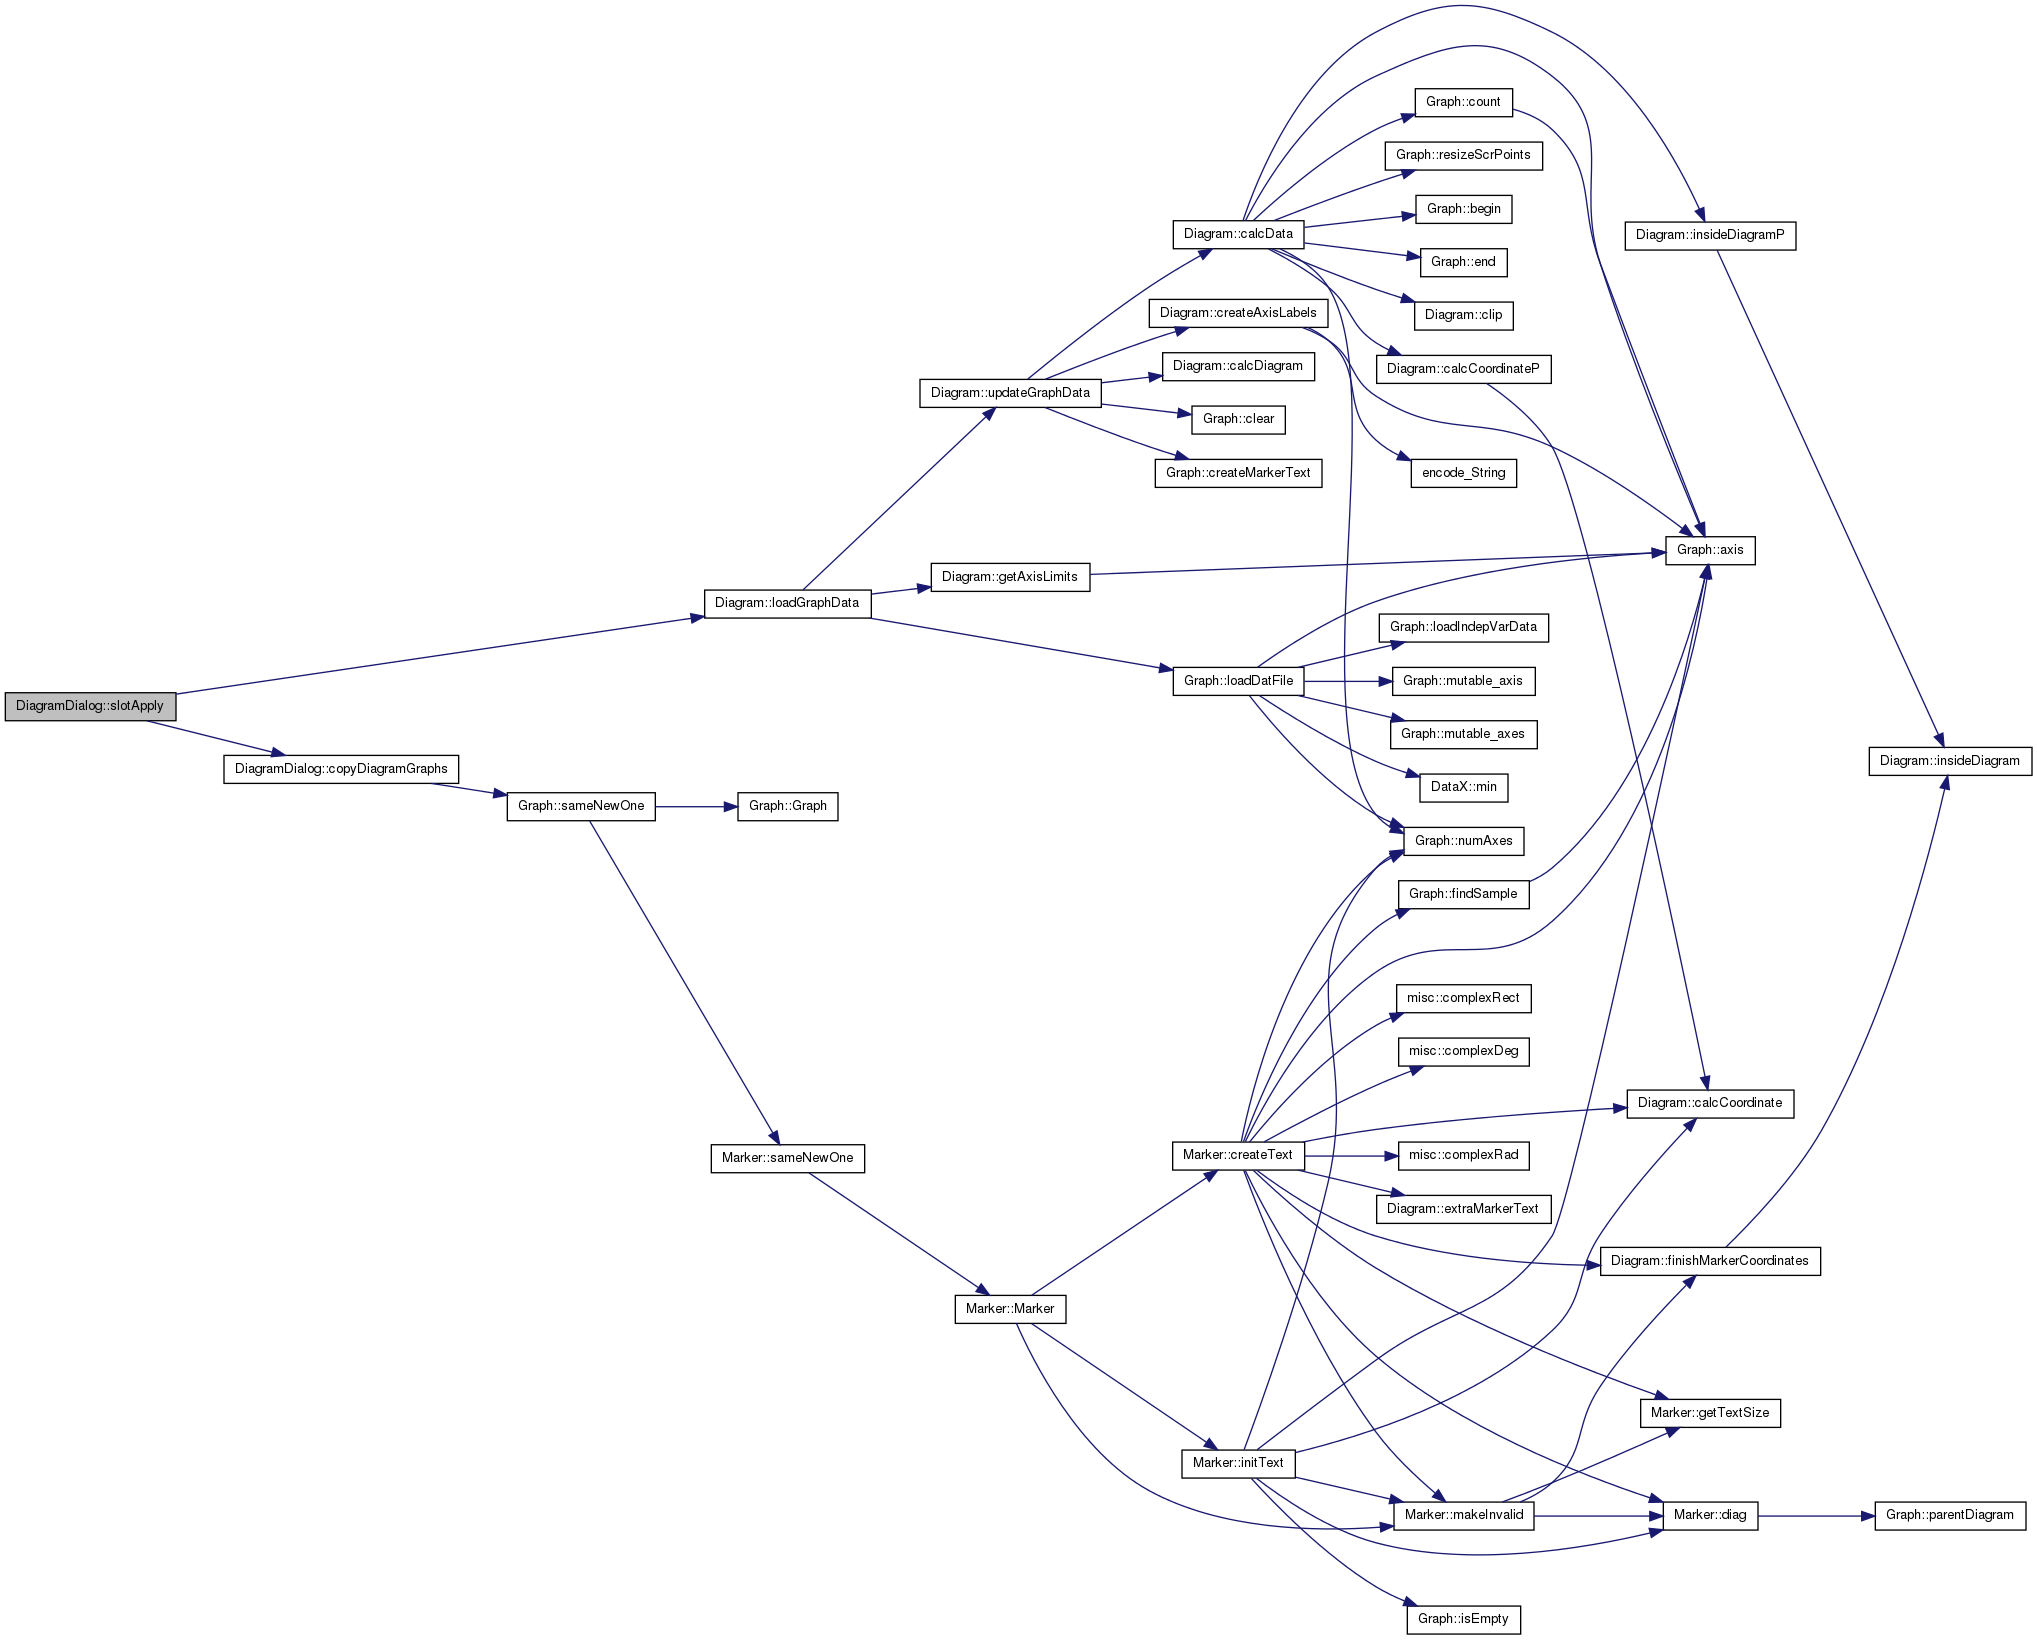 DiagramDialog::slotApply
DiagramDialog::copyDiagramGraphs
Graph::sameNewOne
Graph::Graph
Diagram::loadGraphData
Marker::sameNewOne
Diagram::updateGraphData
Diagram::getAxisLimits
Marker::Marker
Diagram::calcData
Diagram::createAxisLabels
Diagram::calcDiagram
Graph::clear
Graph::createMarkerText
Graph::loadDatFile
Marker::createText
Marker::initText
Graph::count
Graph::resizeScrPoints
Graph::begin
Graph::end
Diagram::clip
Diagram::calcCoordinateP
encode_String
Graph::loadIndepVarData
Graph::mutable_axis
Graph::mutable_axes
DataX::min
Graph::numAxes
Graph::findSample
misc::complexRect
misc::complexDeg
misc::complexRad
Diagram::extraMarkerText
Marker::makeInvalid
Graph::isEmpty
Diagram::insideDiagramP
Graph::axis
Diagram::calcCoordinate
Diagram::finishMarkerCoordinates
Marker::getTextSize
Marker::diag
Diagram::insideDiagram
Graph::parentDiagram